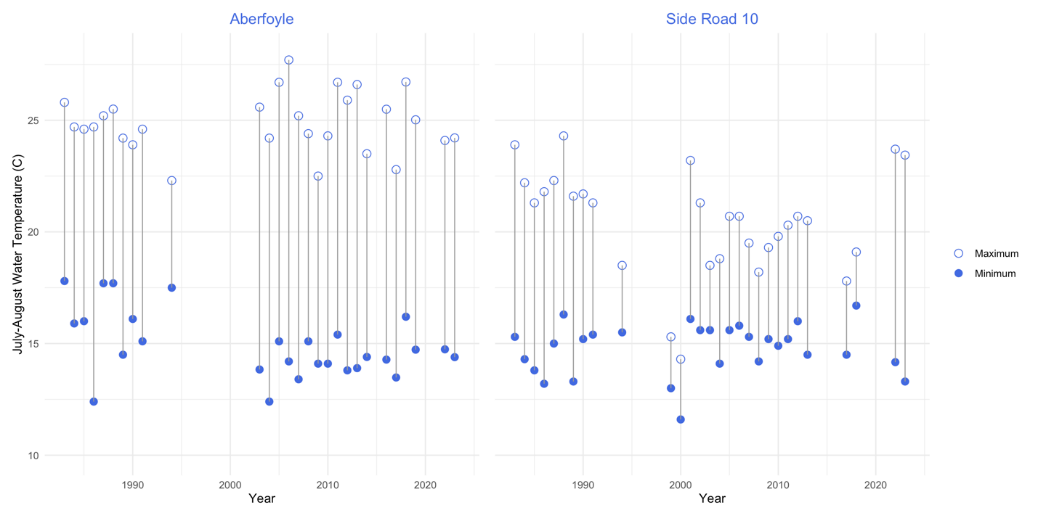 Aberfoyle
Side Road 10
July-August Water Temperature (C)
25
20
15
10
1990
2000
2010
2020
Year
1990
2000
2010
2020
Year
Maximum
Minimum